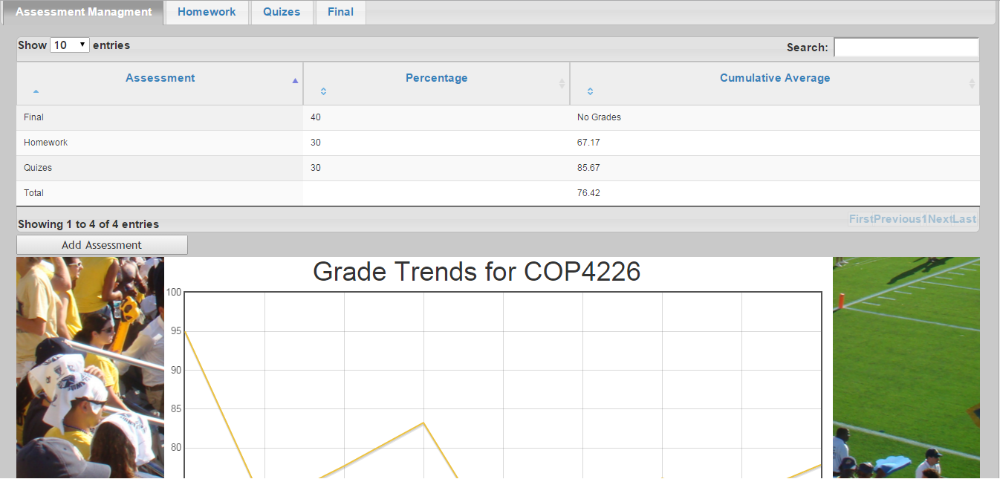 Assessment Managment Homework Quizes Final
Show 10 entries Search:
Assessment Percentage Cumulative Average
Final 40 No Grades
Homework 30 67.17
Quizes 30 85.67
Total 76.42
Showing 1 to 4 of 4 entries FirstPrevious1NextLast
Add Assessment
Grade Trends for COP4226
100
95
90
85
80